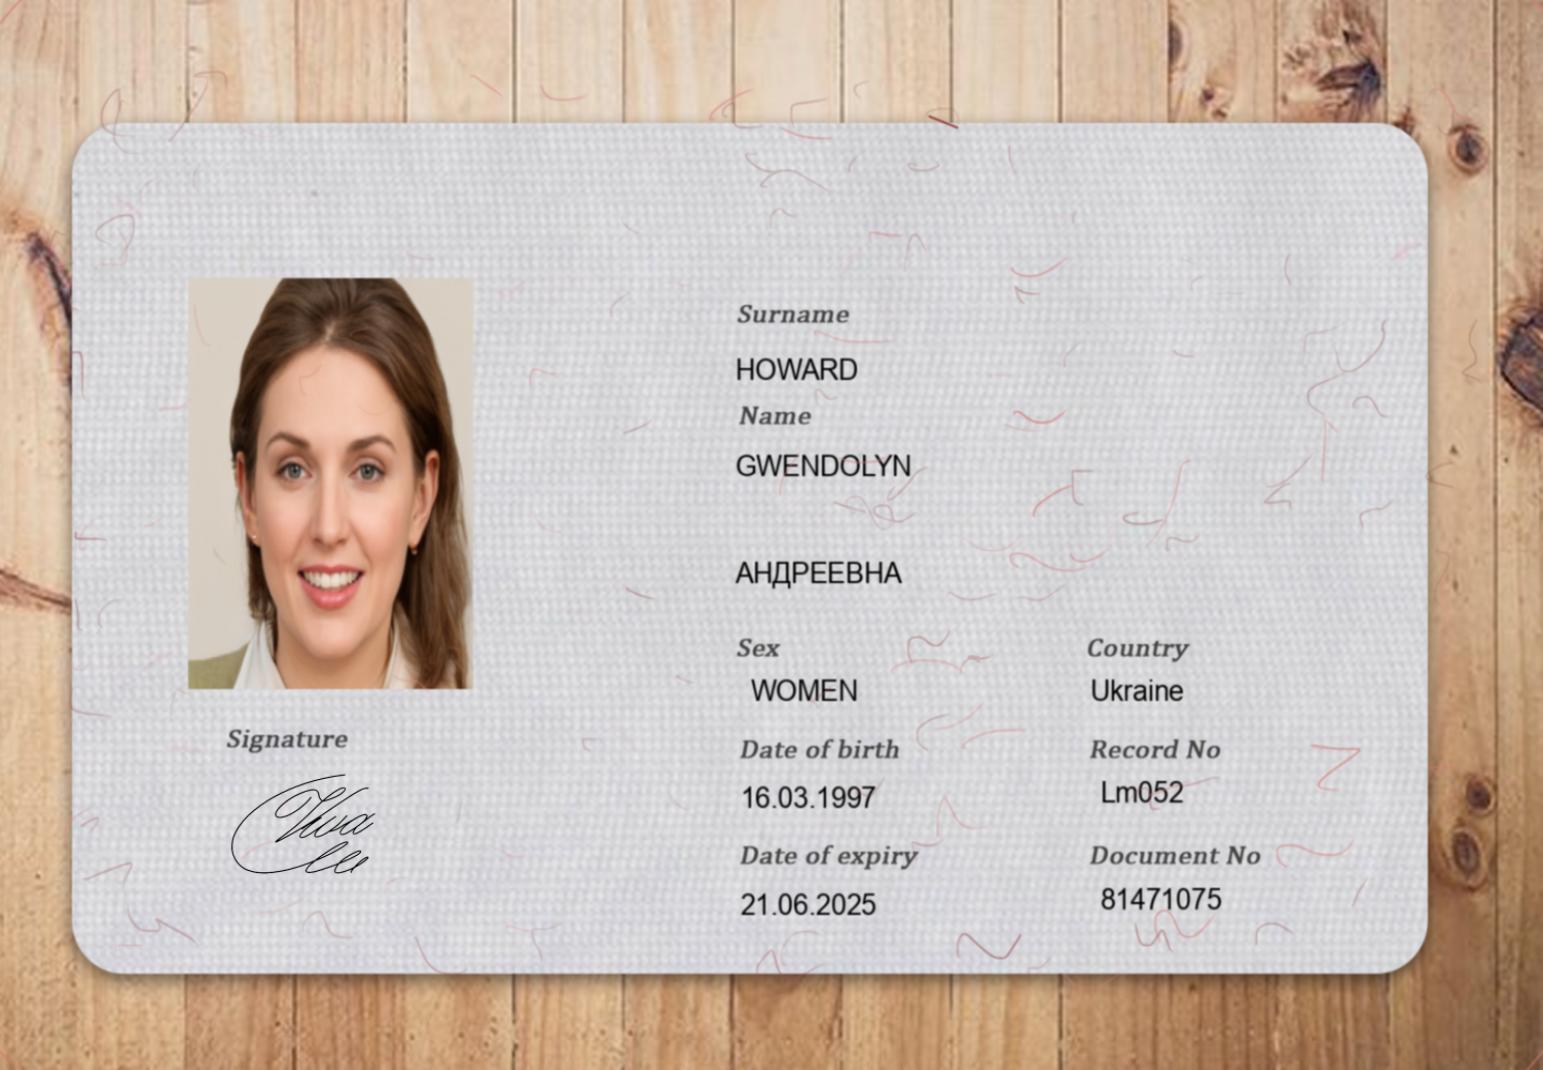 Surname
HOWARD
Name
GWENDOLYN
АНДРЕЕВНА
Sex
WOMEN
Country
Ukraine
Date of birth
16.03.1997
Record No
Lm052
Date of expiry
21.06.2025
Document No
81471075
Signature